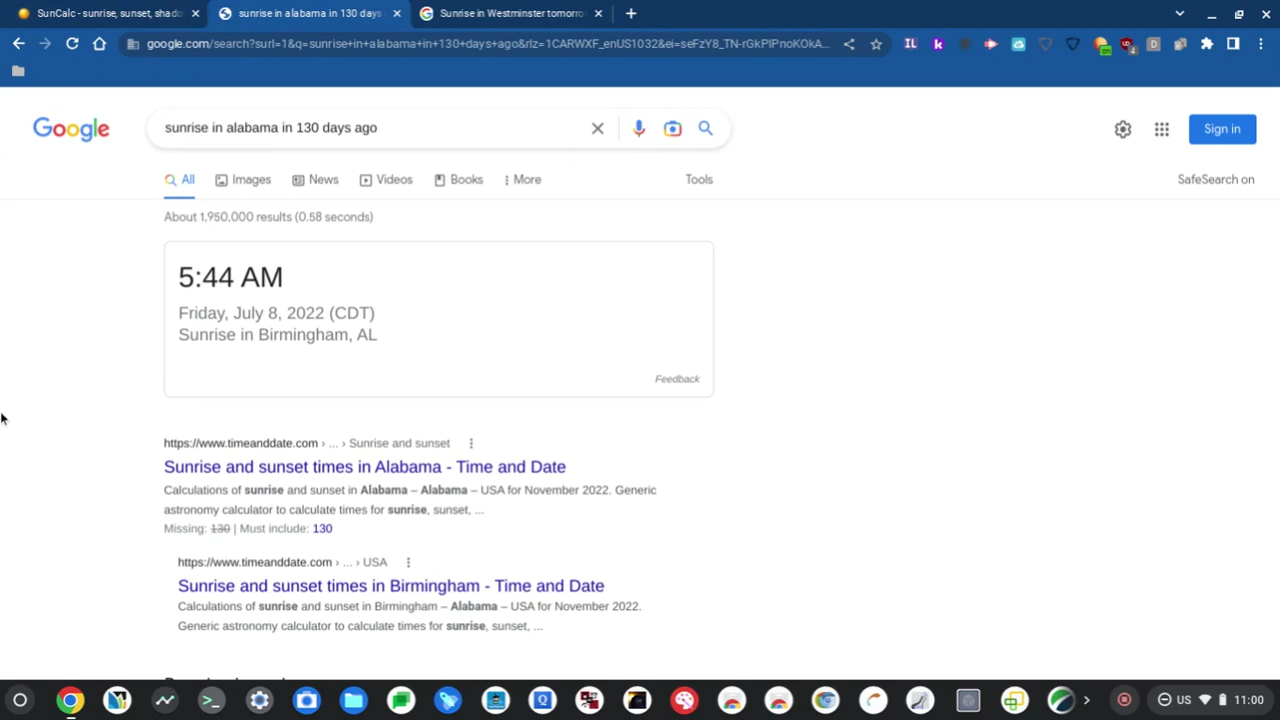 SunCalc - sunrise, sunset, shado
sunrise in alabama in 130 days
Sunrise in Westminster tomorro
google.com/search?surl=1&q=sunrise+in+alabama+in+130+days+ago&rlz=1CARWXF_enUS1032&ei=seFzY8_TN-rGkPIPnoKOkA...
Google
sunrise in alabama in 130 days ago
Sign in
All
Images
News
Videos
Books
More
Tools
SafeSearch on
About 1,950,000 results (0.58 seconds)
5:44 AM
Friday, July 8, 2022 (CDT)
Sunrise in Birmingham, AL
Feedback
https://www.timeanddate.com › ... › Sunrise and sunset
Sunrise and sunset times in Alabama - Time and Date
Calculations of sunrise and sunset in Alabama – Alabama – USA for November 2022. Generic
astronomy calculator to calculate times for sunrise, sunset, ...
Missing: 130 | Must include: 130
https://www.timeanddate.com › ... › USA
Sunrise and sunset times in Birmingham - Time and Date
Calculations of sunrise and sunset in Birmingham – Alabama – USA for November 2022.
Generic astronomy calculator to calculate times for sunrise, sunset, ...
US
11:00